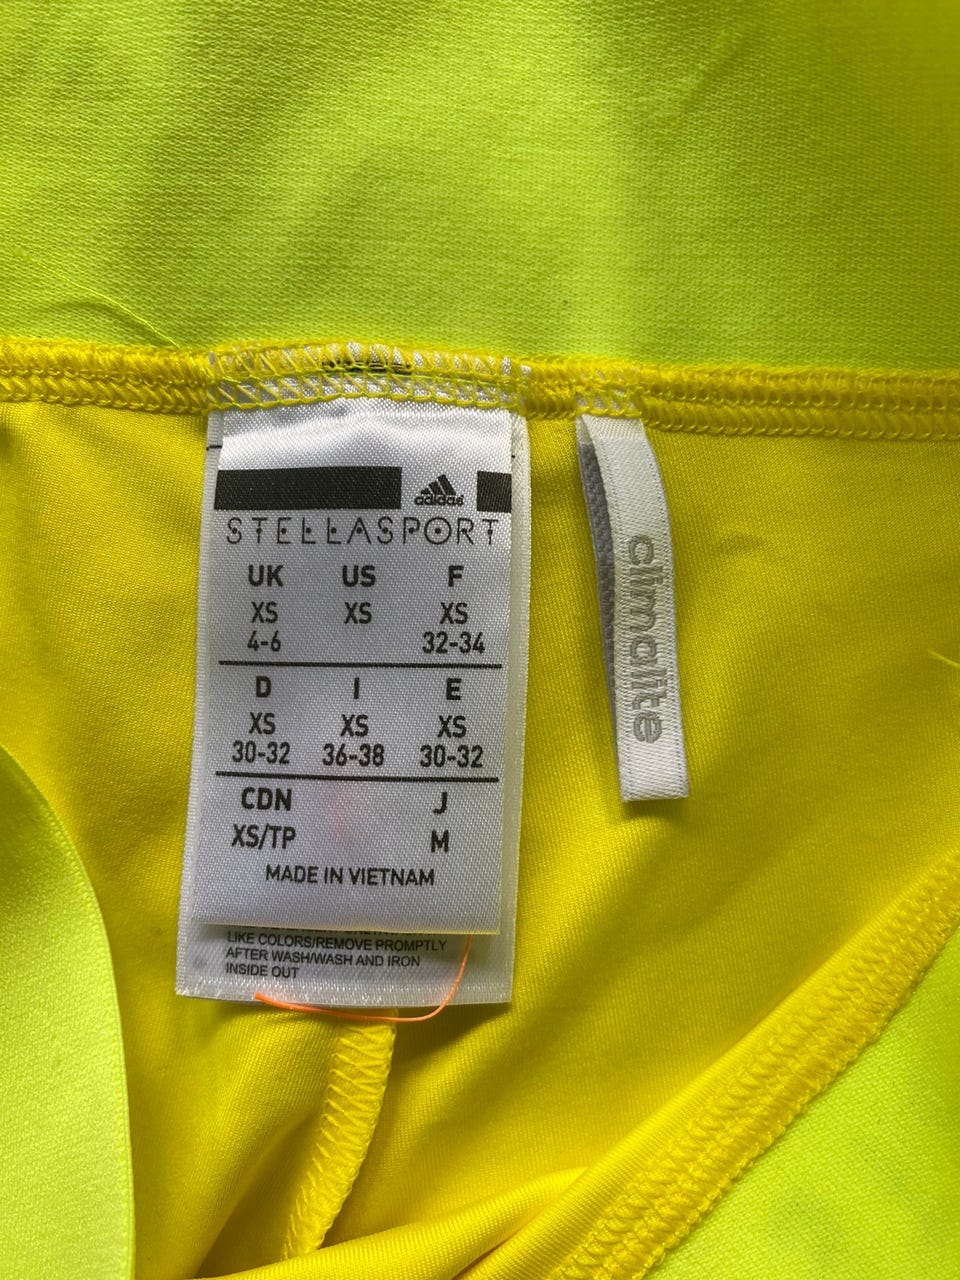 adidas
STELLASPORT
UK US F
XS XS XS
4-6 32-34
D I E
XS XS XS
30-32 36-38 30-32
CDN J
XS/TP M
MADE IN VIETNAM
LIKE COLORS/REMOVE PROMPTLY
AFTER WASH/WASH AND IRON
INSIDE OUT
climalite